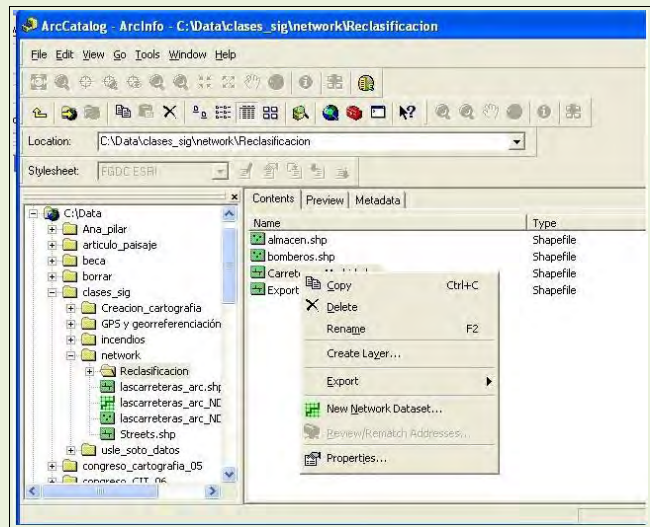 ArcCatalog - ArcInfo - C:\Data\clases_sig\network\Reclasificacion
File Edit View Go Tools Window Help
Location: C:\Data\clases_sig\network\Reclasificacion
Stylesheet: FGDC ESRI
Contents Preview Metadata
Name Type
C:\Data
Ana_pilar
articulo_paisaje
beca
borrar
clases_sig
Creacion_cartografia
GPS y georreferenciación
incendios
network
Reclasificacion
lascarreteras_arc.shp
lascarreteras_arc_ND
lascarreteras_arc_ND
Streets.shp
usle_soto_datos
congreso_cartografia_05
congreso_CIT_06
almacen.shp Shapefile
bomberos.shp Shapefile
Carrete Shapefile
Export Shapefile
Copy Ctrl+C
Delete
Rename F2
Create Layer...
Export
New Network Dataset...
Review/Rematch Addresses...
Properties...